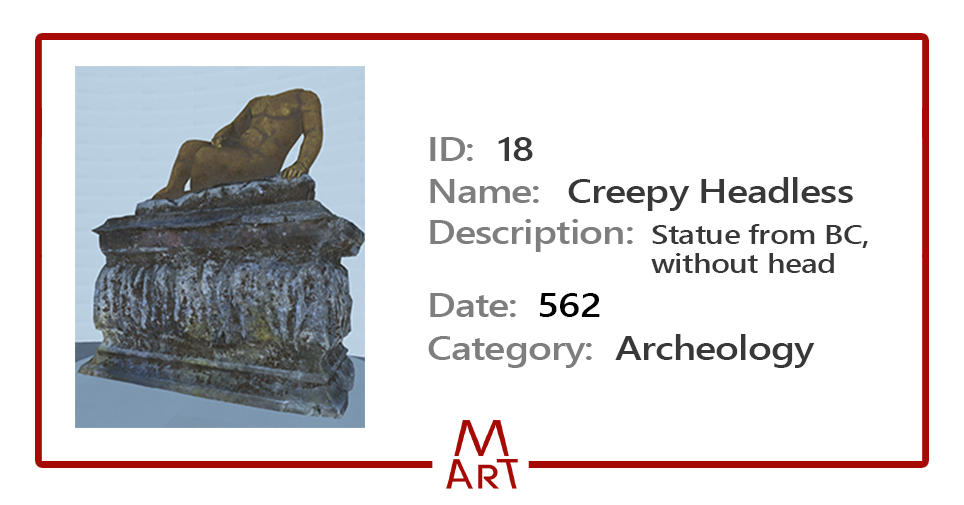 ID: 18
Name: Creepy Headless
Description: Statue from BC,
without head
Date: 562
Category: Archeology
M
ART